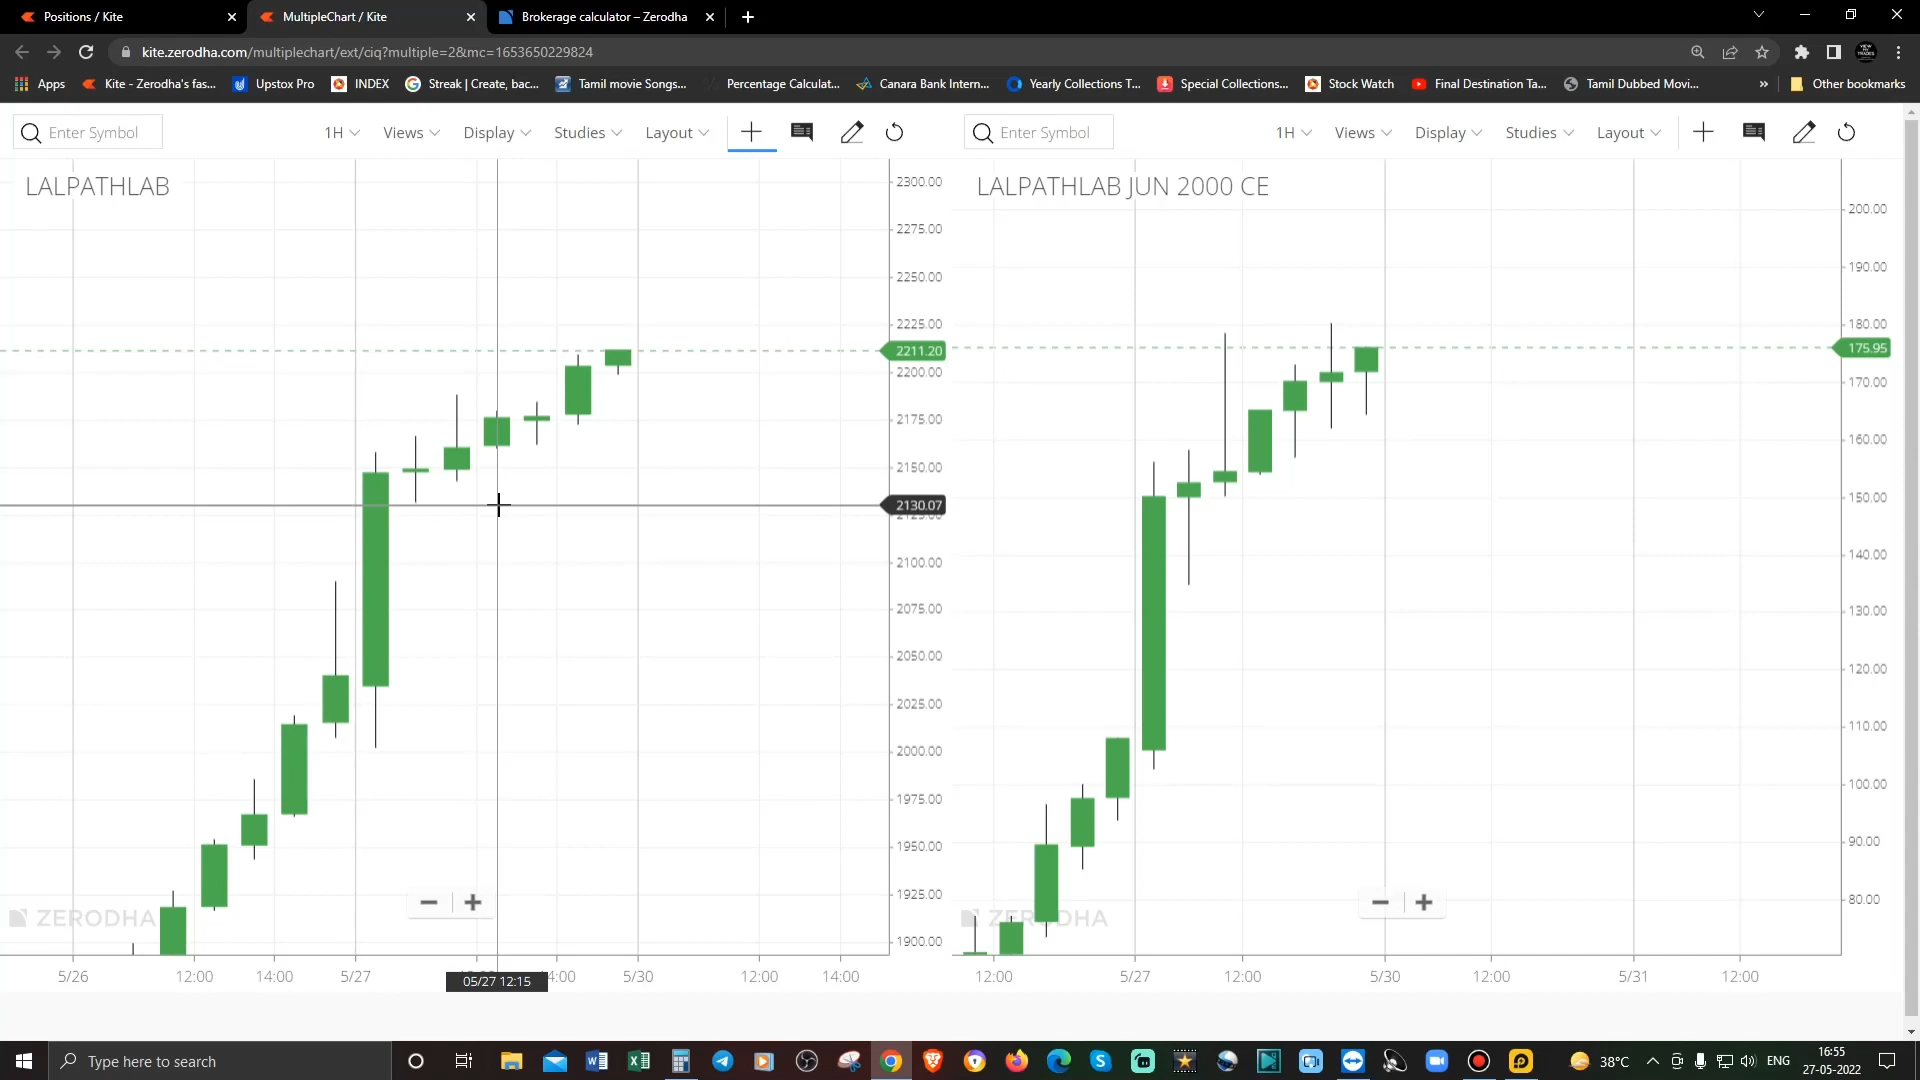 Positions / Kite
MultipleChart / Kite
Brokerage calculator – Zerodha
kite.zerodha.com/multiplechart/ext/ciq?multiple=2&mc=1653650229824
Apps
Kite - Zerodha's fas...
Upstox Pro
INDEX
Streak | Create, bac...
Tamil movie Songs...
Percentage Calculat...
Canara Bank Intern...
Yearly Collections T...
Special Collections...
Stock Watch
Final Destination Ta...
Tamil Dubbed Movi...
»
Other bookmarks
Enter Symbol
1H
Views
Display
Studies
Layout
Enter Symbol
1H
Views
Display
Studies
Layout
LALPATHLAB
2300.00
2275.00
2250.00
2225.00
2211.20
2200.00
2175.00
2150.00
2130.07
2125.00
2100.00
2075.00
2050.00
2025.00
2000.00
1975.00
1950.00
1925.00
1900.00
ZERODHA
5/26
12:00
14:00
5/27
05/27 12:15
14:00
5/30
12:00
14:00
LALPATHLAB JUN 2000 CE
200.00
190.00
180.00
175.95
170.00
160.00
150.00
140.00
130.00
120.00
110.00
100.00
90.00
80.00
ZERODHA
12:00
5/27
12:00
5/30
12:00
5/31
12:00
Type here to search
38°C
ENG
16:55
27-05-2022